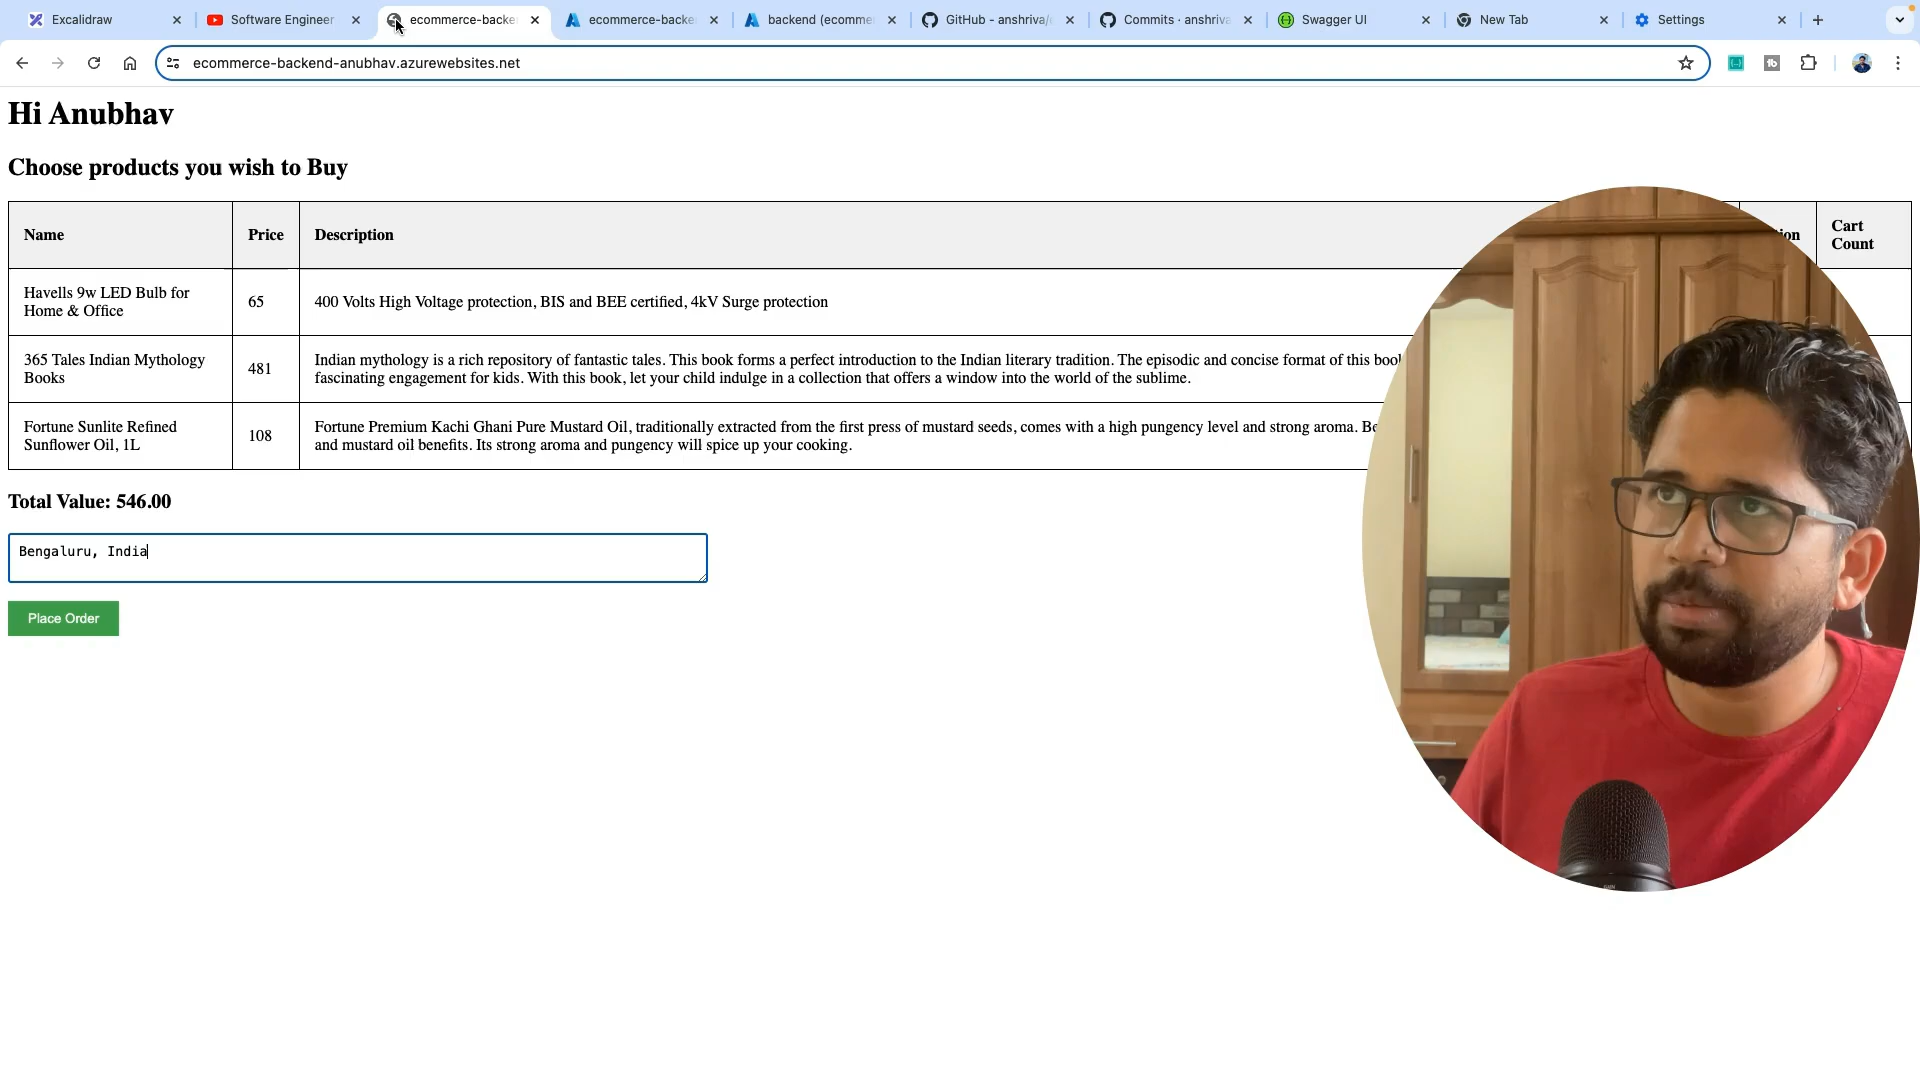 Excalidraw
Software Engineer
ecommerce-backe
ecommerce-backe
backend (ecomme
GitHub - anshriva/
Commits · anshriva
Swagger UI
New Tab
Settings
ecommerce-backend-anubhav.azurewebsites.net
Hi Anubhav
Choose products you wish to Buy
Name
Price
Description
ion
Cart
Count
Havells 9w LED Bulb for
Home & Office
65
400 Volts High Voltage protection, BIS and BEE certified, 4kV Surge protection
365 Tales Indian Mythology
Books
481
Indian mythology is a rich repository of fantastic tales. This book forms a perfect introduction to the Indian literary tradition. The episodic and concise format of this book
fascinating engagement for kids. With this book, let your child indulge in a collection that offers a window into the world of the sublime.
Fortune Sunlite Refined
Sunflower Oil, 1L
108
Fortune Premium Kachi Ghani Pure Mustard Oil, traditionally extracted from the first press of mustard seeds, comes with a high pungency level and strong aroma. Be
and mustard oil benefits. Its strong aroma and pungency will spice up your cooking.
Total Value: 546.00
Bengaluru, India
Place Order